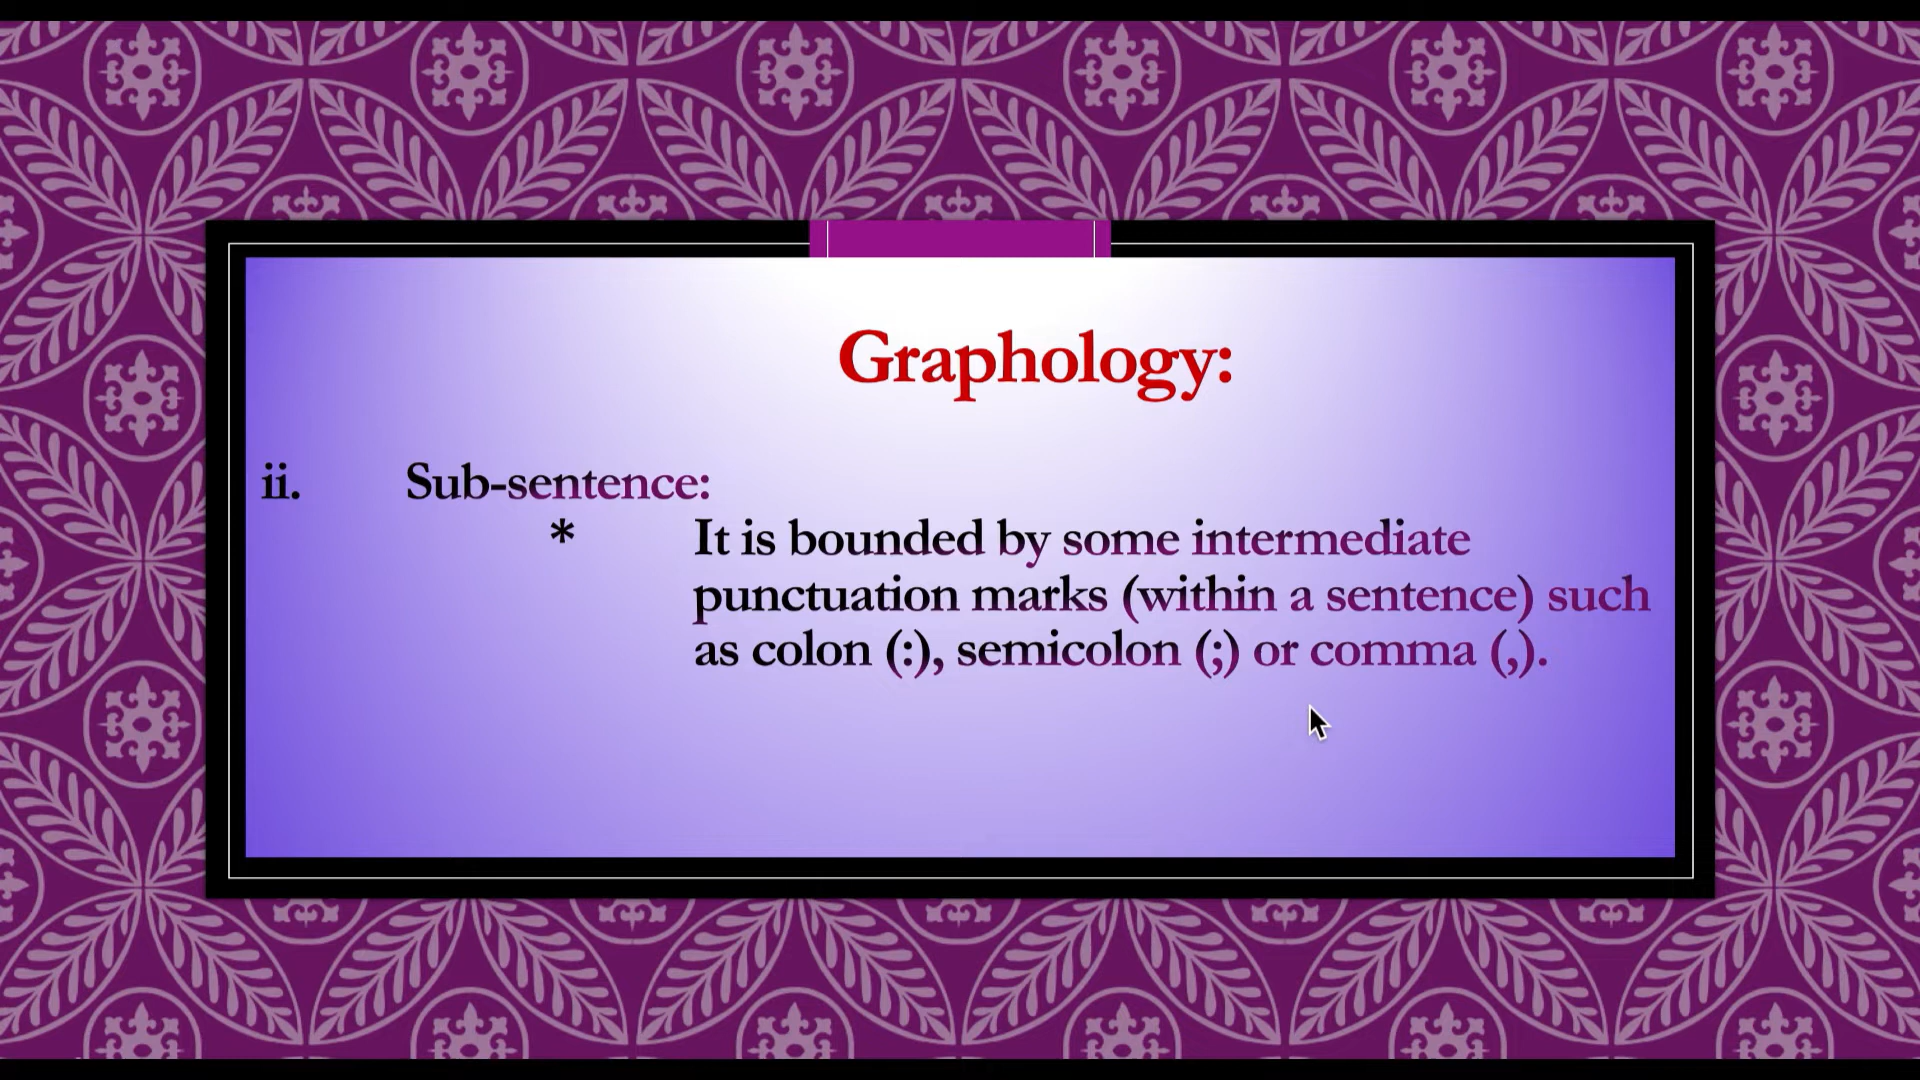 Graphology:
ii. Sub-sentence:
* It is bounded by some intermediate
punctuation marks (within a sentence) such
as colon (:), semicolon (;) or comma (,).